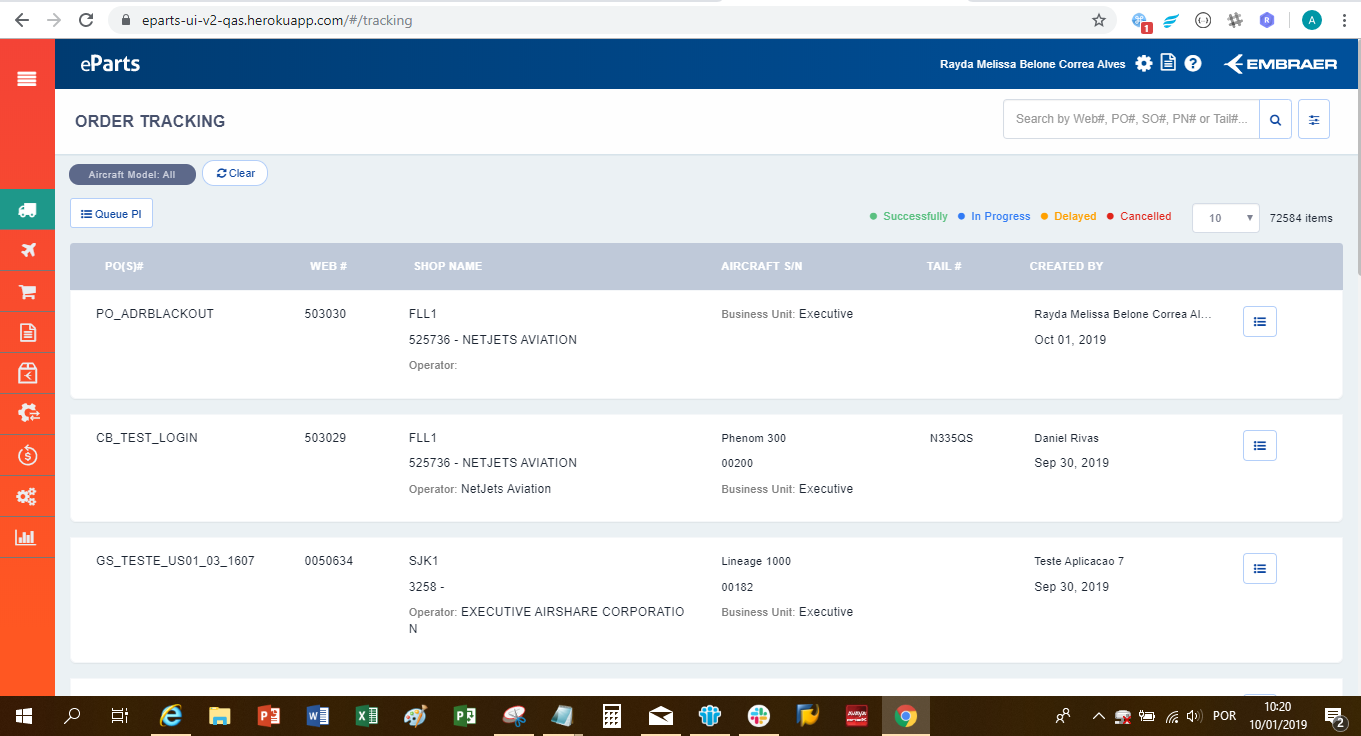 eparts-ui-v2-qas.herokuapp.com/#/tracking
1
R
A
eParts
Rayda Melissa Belone Correa Alves
EMBRAER
ORDER TRACKING
Search by Web#, PO#, SO#, PN# or Tail#...
Aircraft Model: All
Clear
Queue PI
Successfully
In Progress
Delayed
Cancelled
10
72584 items
PO(S)# WEB # SHOP NAME AIRCRAFT S/N TAIL # CREATED BY
PO_ADRBLACKOUT 503030 FLL1 Business Unit: Executive Rayda Melissa Belone Correa Al...
525736 - NETJETS AVIATION Oct 01, 2019
Operator:
CB_TEST_LOGIN 503029 FLL1 Phenom 300 N335QS Daniel Rivas
525736 - NETJETS AVIATION 00200 Sep 30, 2019
Operator: NetJets Aviation Business Unit: Executive
GS_TESTE_US01_03_1607 0050634 SJK1 Lineage 1000 Teste Aplicacao 7
3258 - 00182 Sep 30, 2019
Operator: EXECUTIVE AIRSHARE CORPORATIO Business Unit: Executive
N
POR
10:20
10/01/2019
2